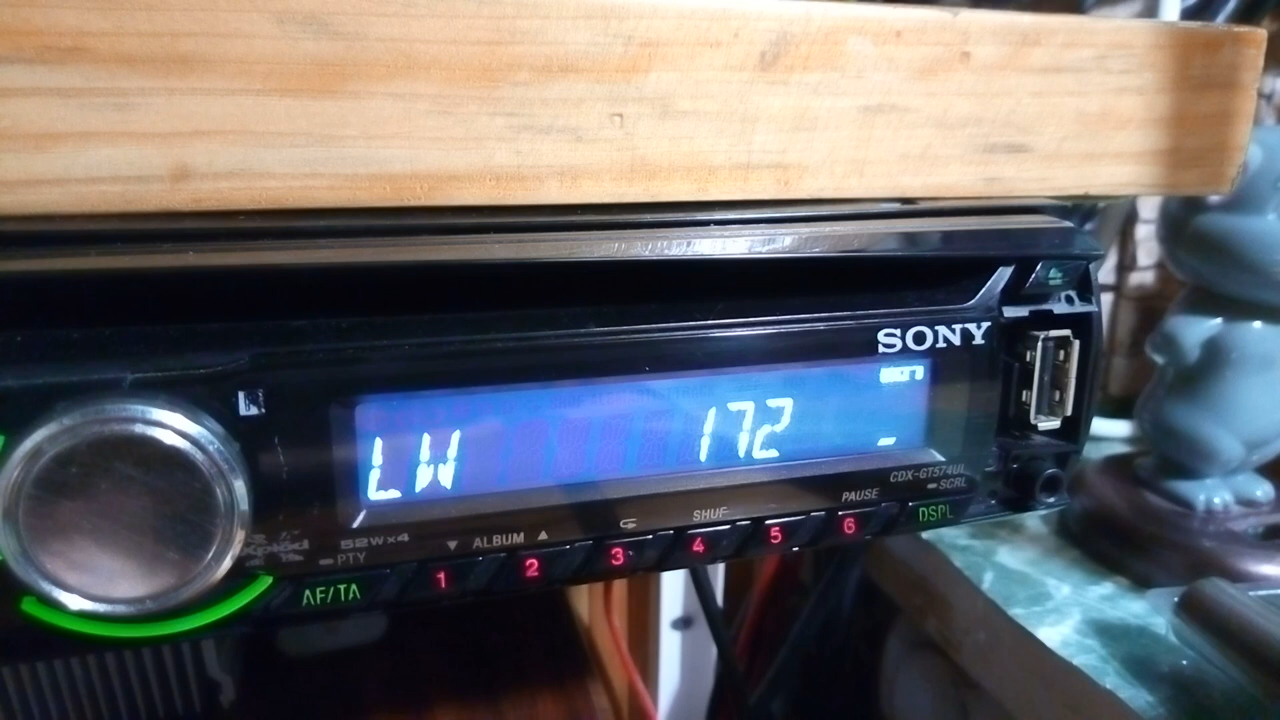 SONY
LW 172
CDX-GT574UI
SCRL
PAUSE
SHUF
ALBUM
52W×4
PTY
AF/TA 1 2 3 4 5 6 DSPL